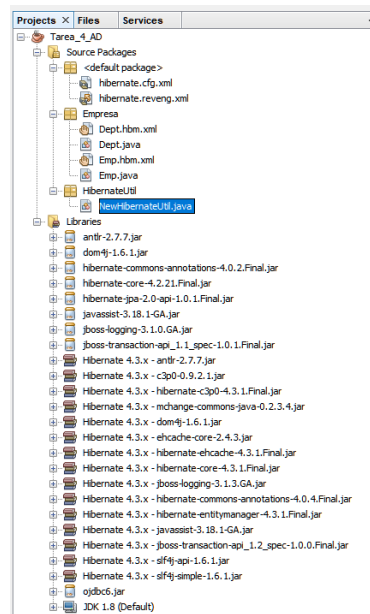 Projects × Files Services
Tarea_4_AD
Source Packages
<default package>
hibernate.cfg.xml
hibernate.reveng.xml
Empresa
Dept.hbm.xml
Dept.java
Emp.hbm.xml
Emp.java
HibernateUtil
NewHibernateUtil.java
Libraries
antlr-2.7.7.jar
dom4j-1.6.1.jar
hibernate-commons-annotations-4.0.2.Final.jar
hibernate-core-4.2.21.Final.jar
hibernate-jpa-2.0-api-1.0.1.Final.jar
javassist-3.18.1-GA.jar
jboss-logging-3.1.0.GA.jar
jboss-transaction-api_1.1_spec-1.0.1.Final.jar
Hibernate 4.3.x - antlr-2.7.7.jar
Hibernate 4.3.x - c3p0-0.9.2.1.jar
Hibernate 4.3.x - hibernate-c3p0-4.3.1.Final.jar
Hibernate 4.3.x - mchange-commons-java-0.2.3.4.jar
Hibernate 4.3.x - dom4j-1.6.1.jar
Hibernate 4.3.x - ehcache-core-2.4.3.jar
Hibernate 4.3.x - hibernate-ehcache-4.3.1.Final.jar
Hibernate 4.3.x - hibernate-core-4.3.1.Final.jar
Hibernate 4.3.x - jboss-logging-3.1.3.GA.jar
Hibernate 4.3.x - hibernate-commons-annotations-4.0.4.Final.jar
Hibernate 4.3.x - hibernate-entitymanager-4.3.1.Final.jar
Hibernate 4.3.x - javassist-3.18.1-GA.jar
Hibernate 4.3.x - jboss-transaction-api_1.2_spec-1.0.0.Final.jar
Hibernate 4.3.x - slf4j-api-1.6.1.jar
Hibernate 4.3.x - slf4j-simple-1.6.1.jar
ojdbc6.jar
JDK 1.8 (Default)